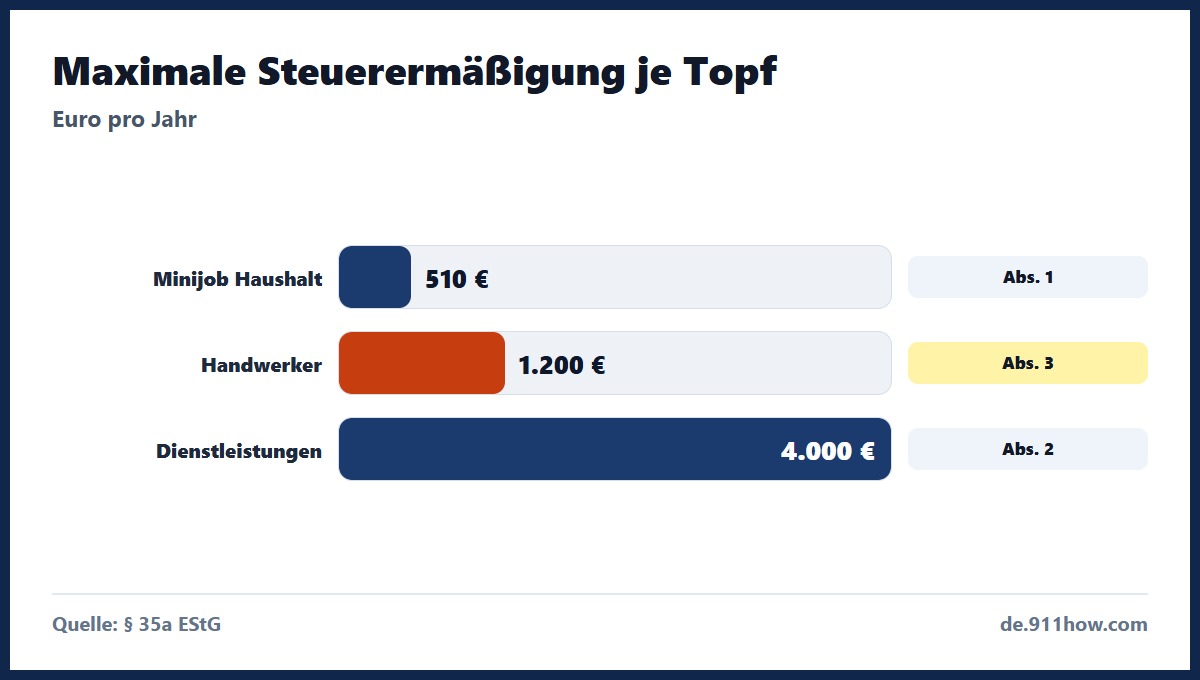 Maximale Steuerermäßigung je Topf
Euro pro Jahr
Minijob Haushalt 510 € Abs. 1
Handwerker 1.200 € Abs. 3
Dienstleistungen 4.000 € Abs. 2
Quelle: § 35a EStG de.911how.com